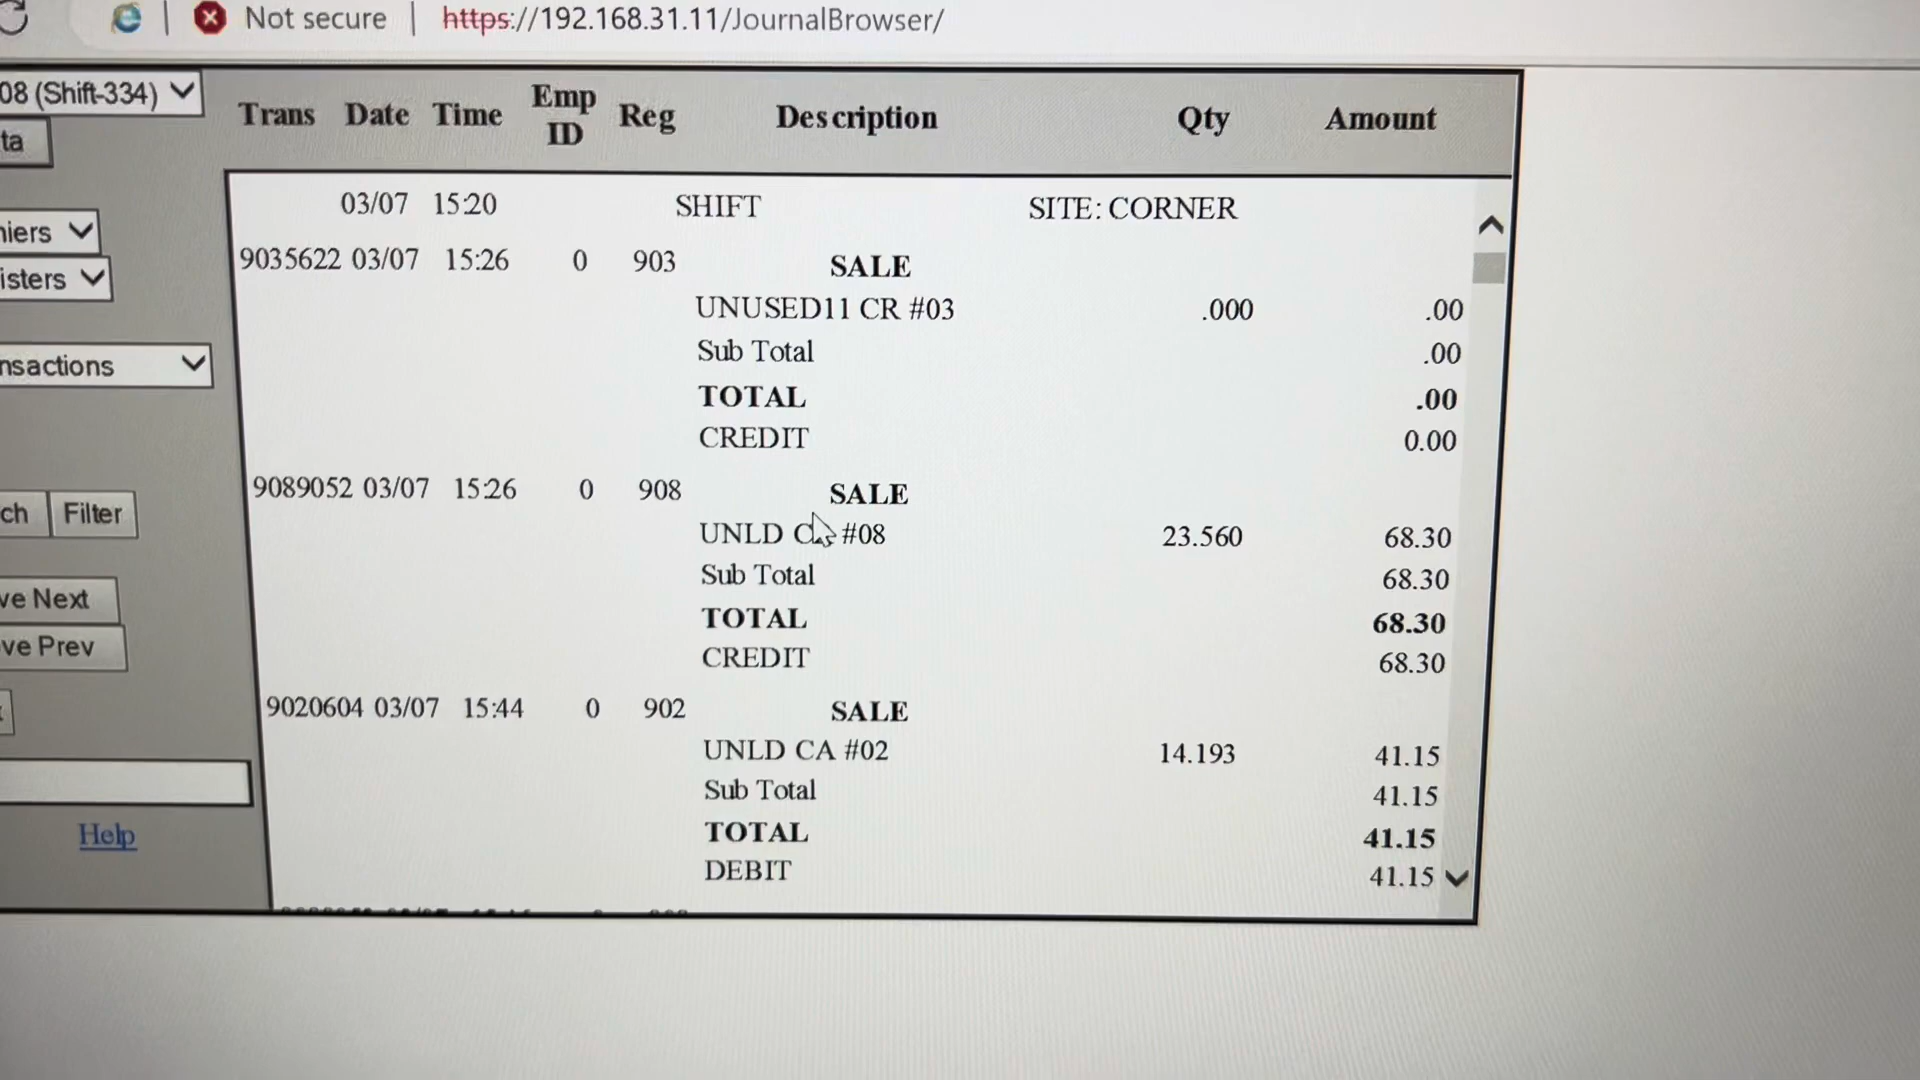 Not secure | https://192.168.31.11/JournalBrowser/
08 (Shift-334)
ta
Trans Date Time Emp ID Reg Description Qty Amount
03/07 15:20 SHIFT SITE: CORNER
hiers
9035622 03/07 15:26 0 903 SALE
isters
UNUSED11 CR #03 .000 .00
Sub Total .00
nsactions
TOTAL .00
CREDIT 0.00
9089052 03/07 15:26 0 908 SALE
ch Filter
UNLD #08 23.560 68.30
Sub Total 68.30
ve Next
TOTAL 68.30
ve Prev
CREDIT 68.30
9020604 03/07 15:44 0 902 SALE
UNLD CA #02 14.193 41.15
Sub Total 41.15
Help
TOTAL 41.15
DEBIT 41.15